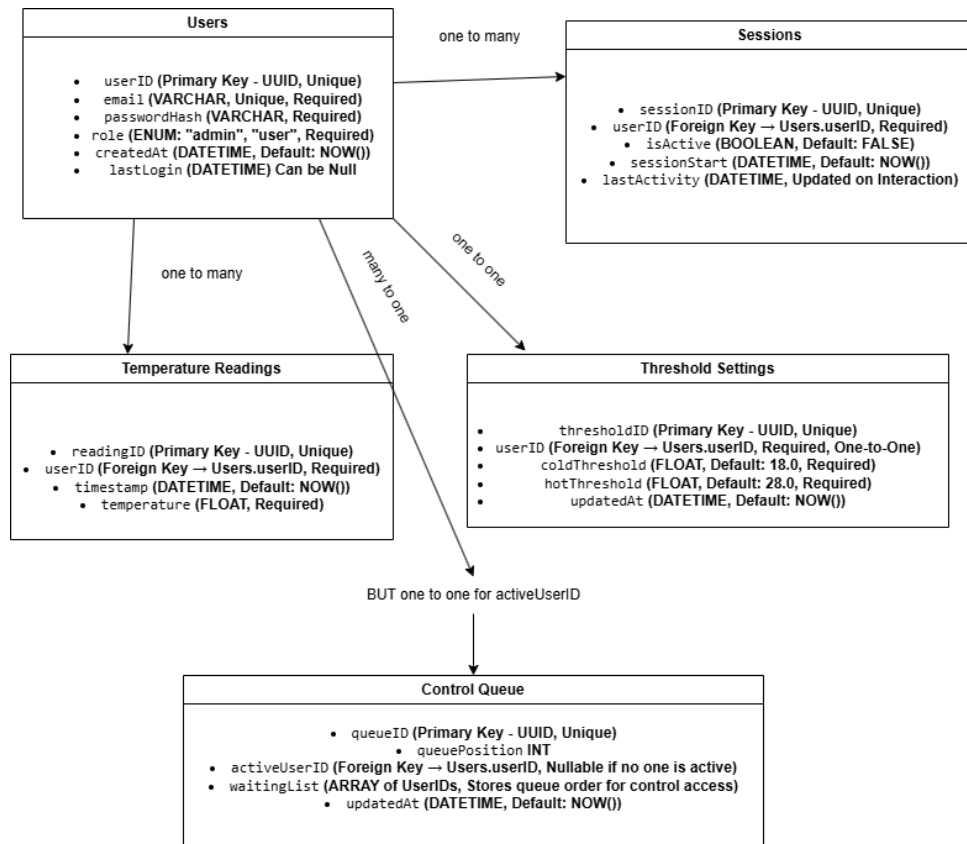 Users
userID (Primary Key - UUID, Unique)
email (VARCHAR, Unique, Required)
passwordHash (VARCHAR, Required)
role (ENUM: "admin", "user", Required)
createdAt (DATETIME, Default: NOW())
lastLogin (DATETIME) Can be Null
one to many
Sessions
sessionID (Primary Key - UUID, Unique)
userID (Foreign Key → Users.userID, Required)
isActive (BOOLEAN, Default: FALSE)
sessionStart (DATETIME, Default: NOW())
lastActivity (DATETIME, Updated on Interaction)
one to many
many to one
one to one
Temperature Readings
readingID (Primary Key - UUID, Unique)
userID (Foreign Key → Users.userID, Required)
timestamp (DATETIME, Default: NOW())
temperature (FLOAT, Required)
Threshold Settings
thresholdID (Primary Key - UUID, Unique)
userID (Foreign Key → Users.userID, Required, One-to-One)
coldThreshold (FLOAT, Default: 18.0, Required)
hotThreshold (FLOAT, Default: 28.0, Required)
updatedAt (DATETIME, Default: NOW())
BUT one to one for activeUserID
Control Queue
queueID (Primary Key - UUID, Unique)
queuePosition INT
activeUserID (Foreign Key → Users.userID, Nullable if no one is active)
waitingList (ARRAY of UserIDs, Stores queue order for control access)
updatedAt (DATETIME, Default: NOW())